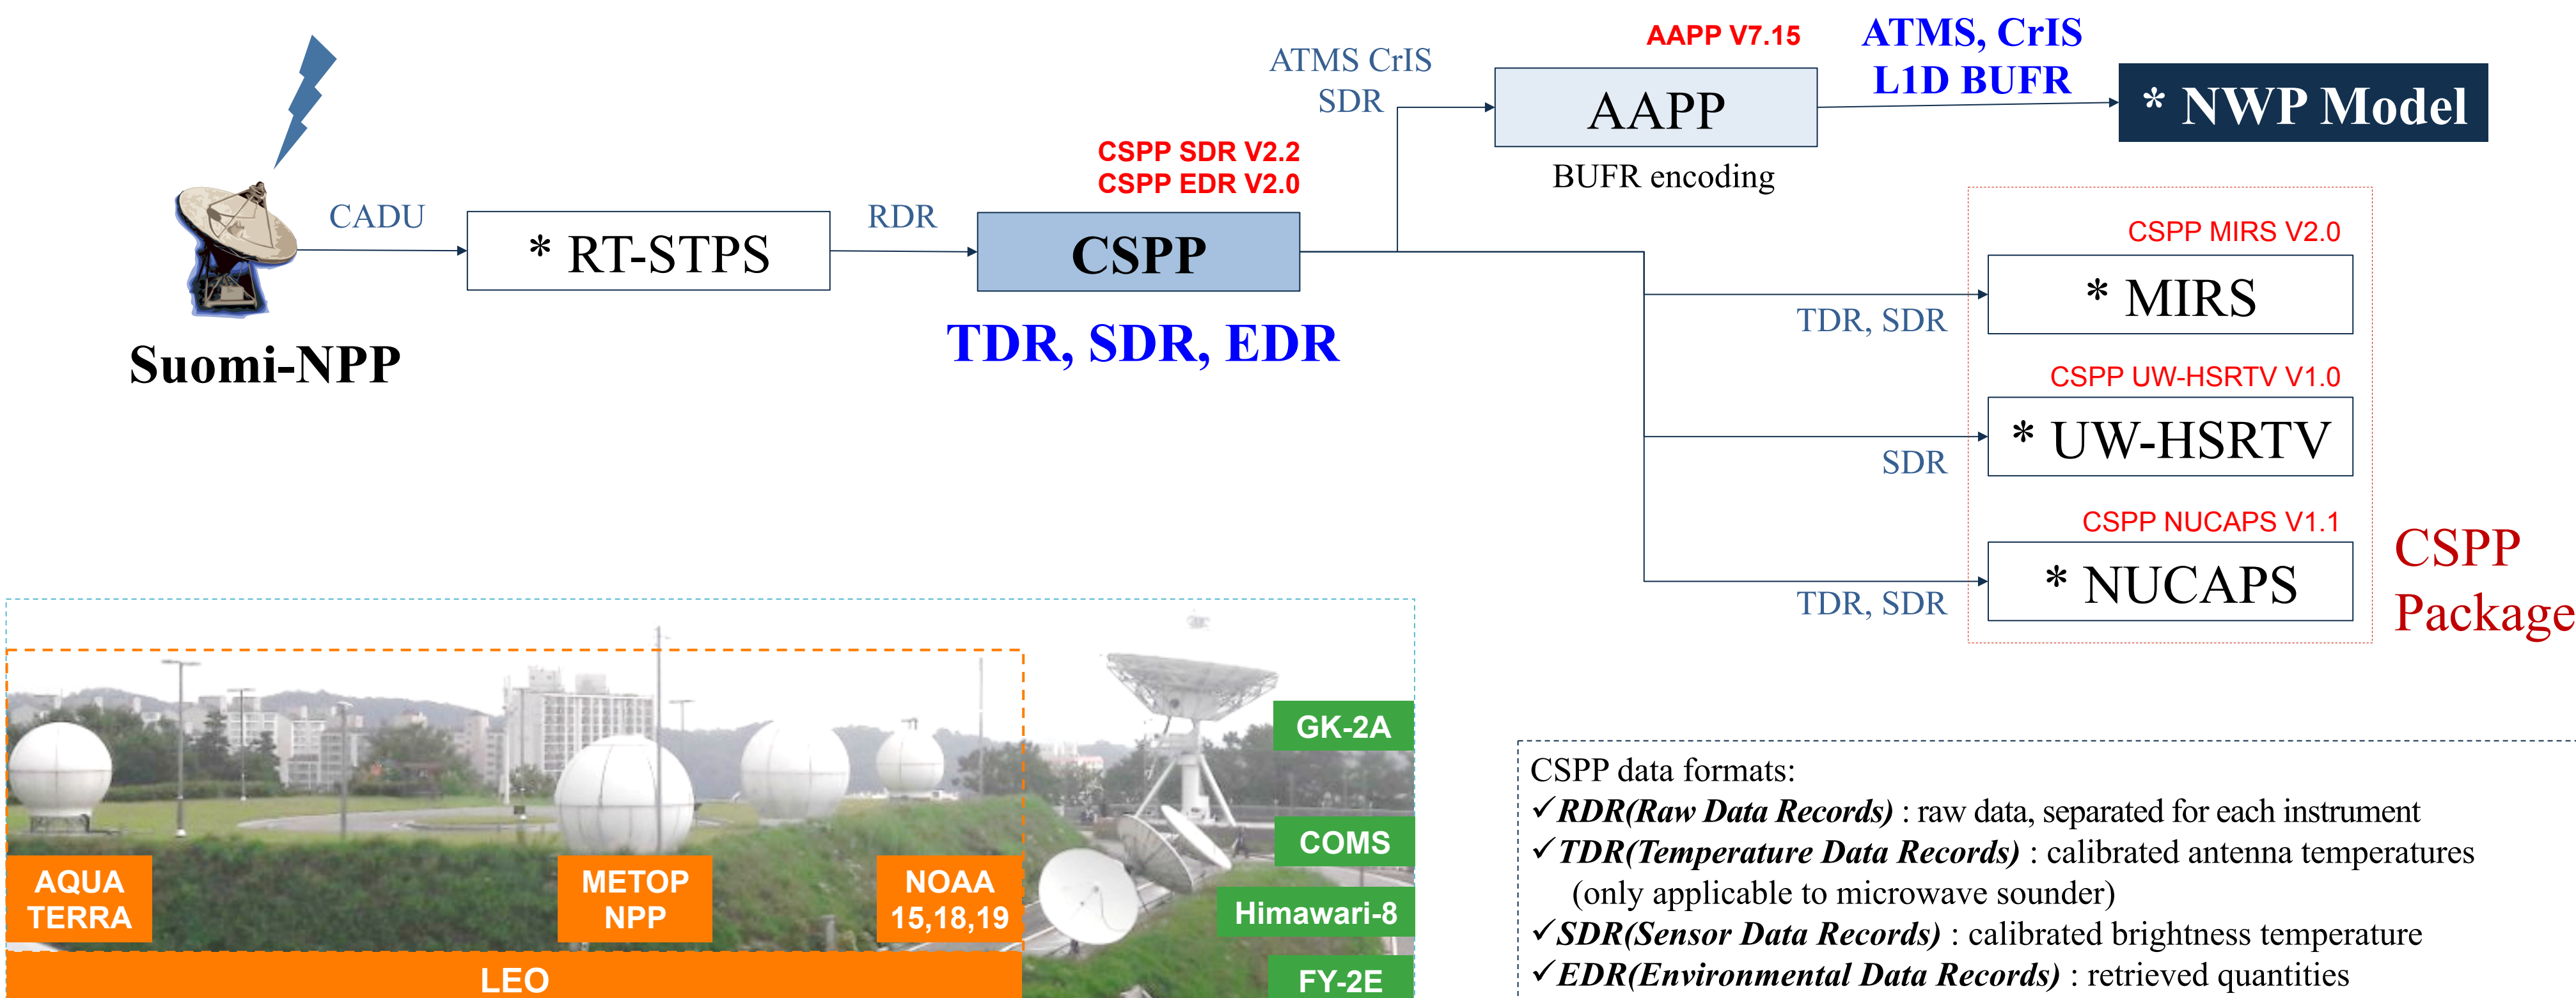 ATMS CrIS
SDR
AAPP V7.15
AAPP
BUFR encoding
ATMS, CrIS
L1D BUFR
* NWP Model
CADU
* RT-STPS
RDR
CSPP SDR V2.2
CSPP EDR V2.0
CSPP
TDR, SDR, EDR
Suomi-NPP
CSPP MIRS V2.0
* MIRS
TDR, SDR
CSPP UW-HSRTV V1.0
* UW-HSRTV
SDR
CSPP NUCAPS V1.1
* NUCAPS
TDR, SDR
CSPP
Package
GK-2A
COMS
Himawari-8
FY-2E
AQUA
TERRA
METOP
NPP
NOAA
15,18,19
LEO
CSPP data formats:
✓RDR(Raw Data Records) : raw data, separated for each instrument
✓TDR(Temperature Data Records) : calibrated antenna temperatures
(only applicable to microwave sounder)
✓SDR(Sensor Data Records) : calibrated brightness temperature
✓EDR(Environmental Data Records) : retrieved quantities